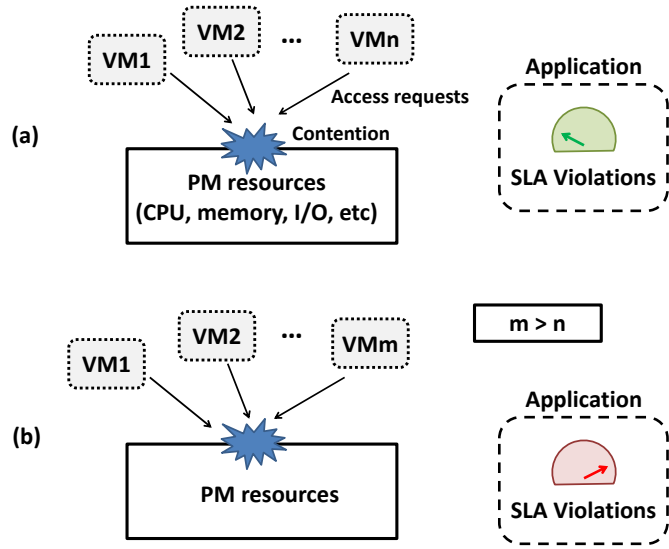 VM1
VM2
...
VMn
Access requests
Application
(a)
Contention
PM resources
(CPU, memory, I/O, etc)
SLA Violations
m > n
VM1
VM2
...
VMm
Application
(b)
PM resources
SLA Violations